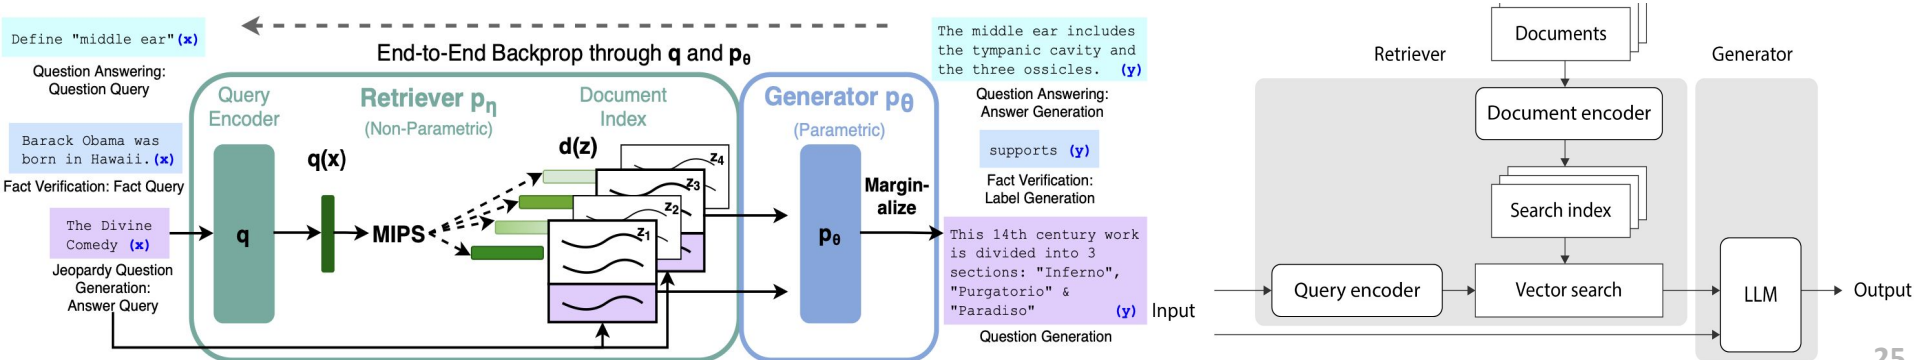 Define "middle ear"(x)
Question Answering:
Question Query
Barack Obama was
born in Hawaii.(x)
Fact Verification: Fact Query
The Divine
Comedy (x)
Jeopardy Question
Generation:
Answer Query
End-to-End Backprop through q and pθ
Query
Encoder
Retriever pη
(Non-Parametric)
Document
Index
q
q(x)
MIPS
d(z)
z4
z3
z2
z1
Generator pθ
(Parametric)
pθ
Margin-
alize
The middle ear includes
the tympanic cavity and
the three ossicles. (y)
Question Answering:
Answer Generation
supports (y)
Fact Verification:
Label Generation
This 14th century work
is divided into 3
sections: "Inferno",
"Purgatorio" &
"Paradiso" (y)
Question Generation
Retriever
Documents
Generator
Document encoder
Search index
Input
Query encoder
Vector search
LLM
Output
25